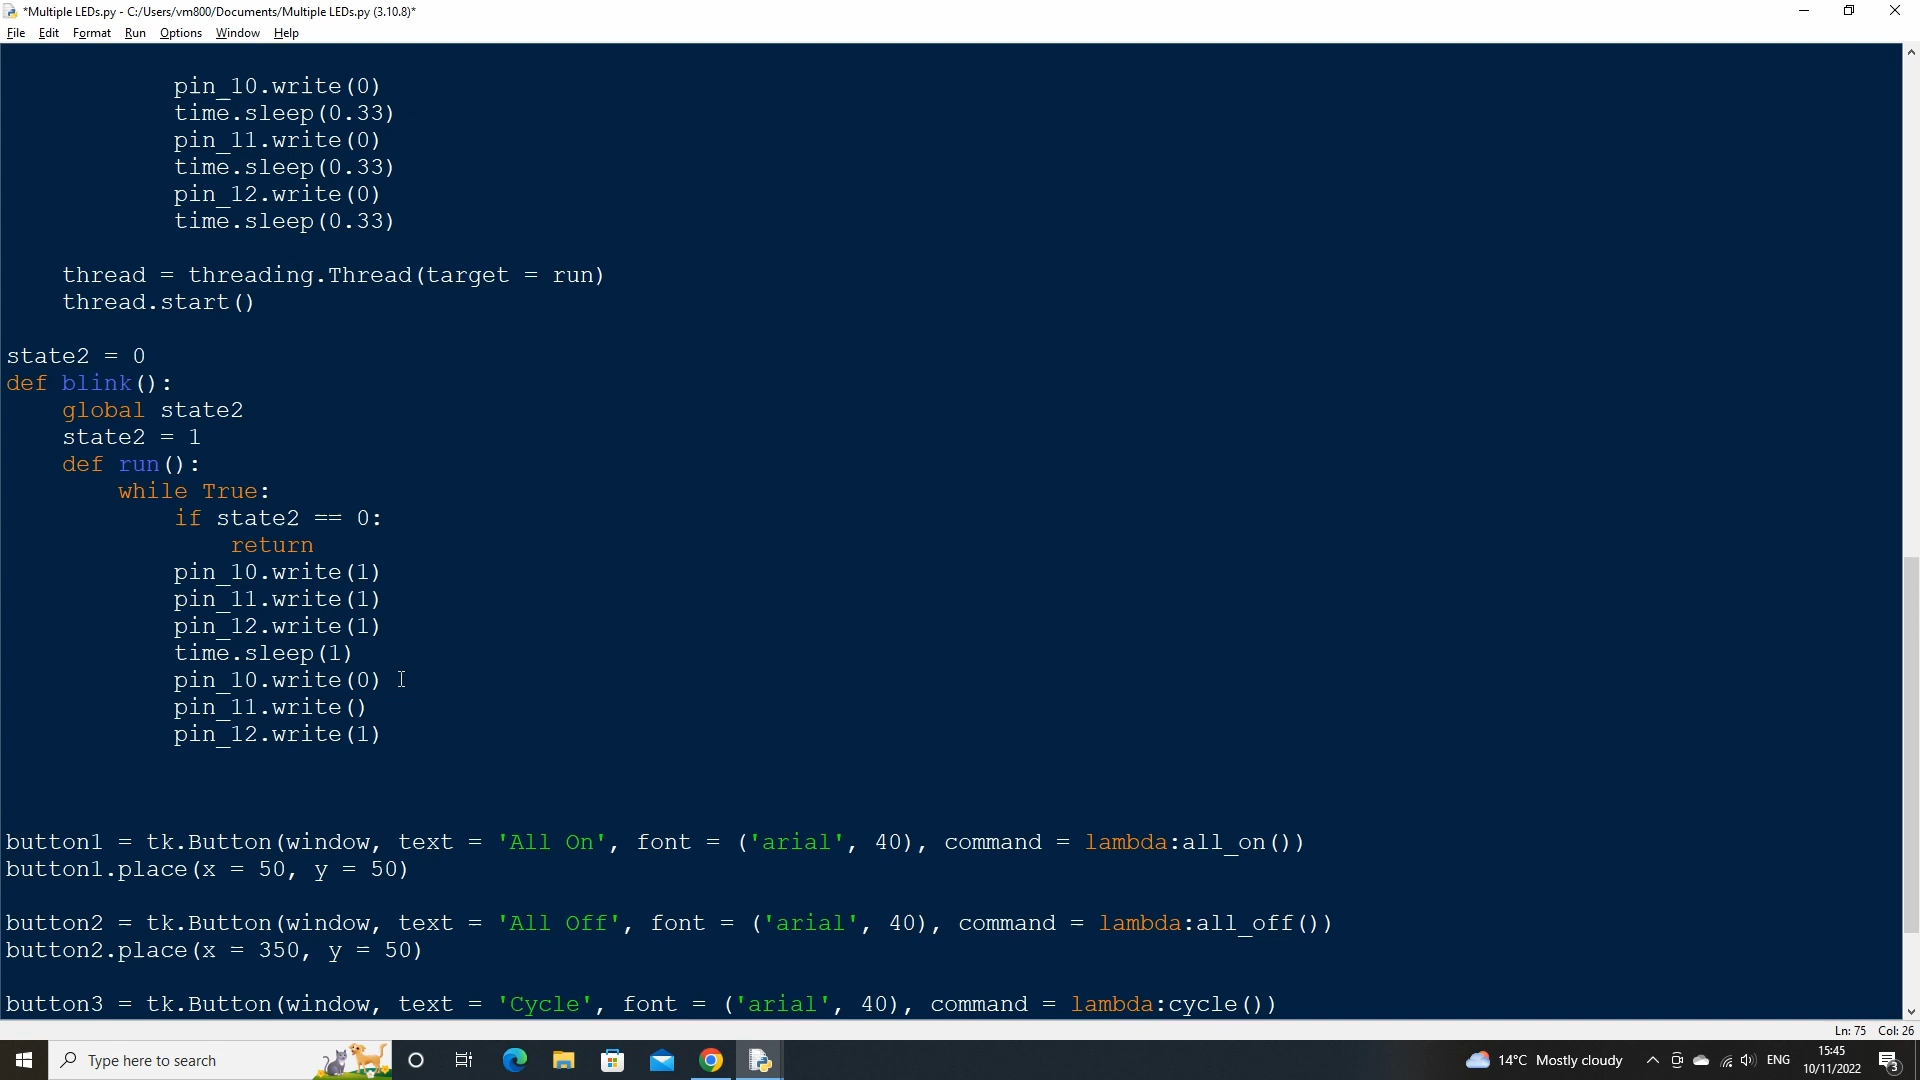 *Multiple LEDs.py - C:/Users/vm800/Documents/Multiple LEDs.py (3.10.8)*
File Edit Format Run Options Window Help
pin_10.write(0)
time.sleep(0.33)
pin_11.write(0)
time.sleep(0.33)
pin_12.write(0)
time.sleep(0.33)
thread = threading.Thread(target = run)
thread.start()
state2 = 0
def blink():
global state2
state2 = 1
def run():
while True:
if state2 == 0:
return
pin_10.write(1)
pin_11.write(1)
pin_12.write(1)
time.sleep(1)
pin_10.write(0)
pin_11.write()
pin_12.write(1)
button1 = tk.Button(window, text = 'All On', font = ('arial', 40), command = lambda:all_on())
button1.place(x = 50, y = 50)
button2 = tk.Button(window, text = 'All Off', font = ('arial', 40), command = lambda:all_off())
button2.place(x = 350, y = 50)
button3 = tk.Button(window, text = 'Cycle', font = ('arial', 40), command = lambda:cycle())
Ln: 75 Col: 26
Type here to search
14°C Mostly cloudy
ENG
15:45
10/11/2022
3